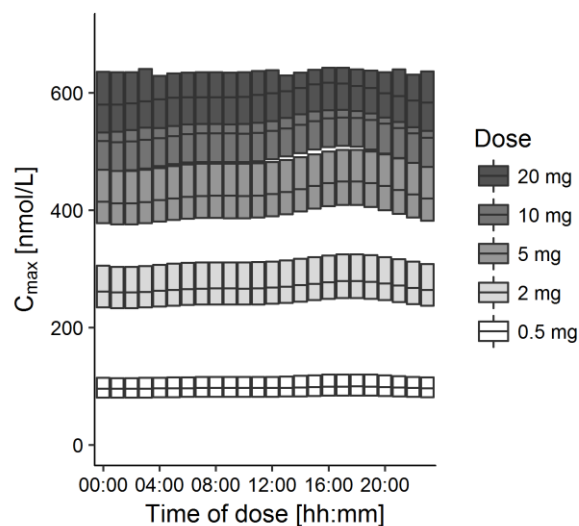 600
400
200
0
Cmax [nmol/L]
00:00 04:00 08:00 12:00 16:00 20:00
Time of dose [hh:mm]
Dose
20 mg
10 mg
5 mg
2 mg
0.5 mg